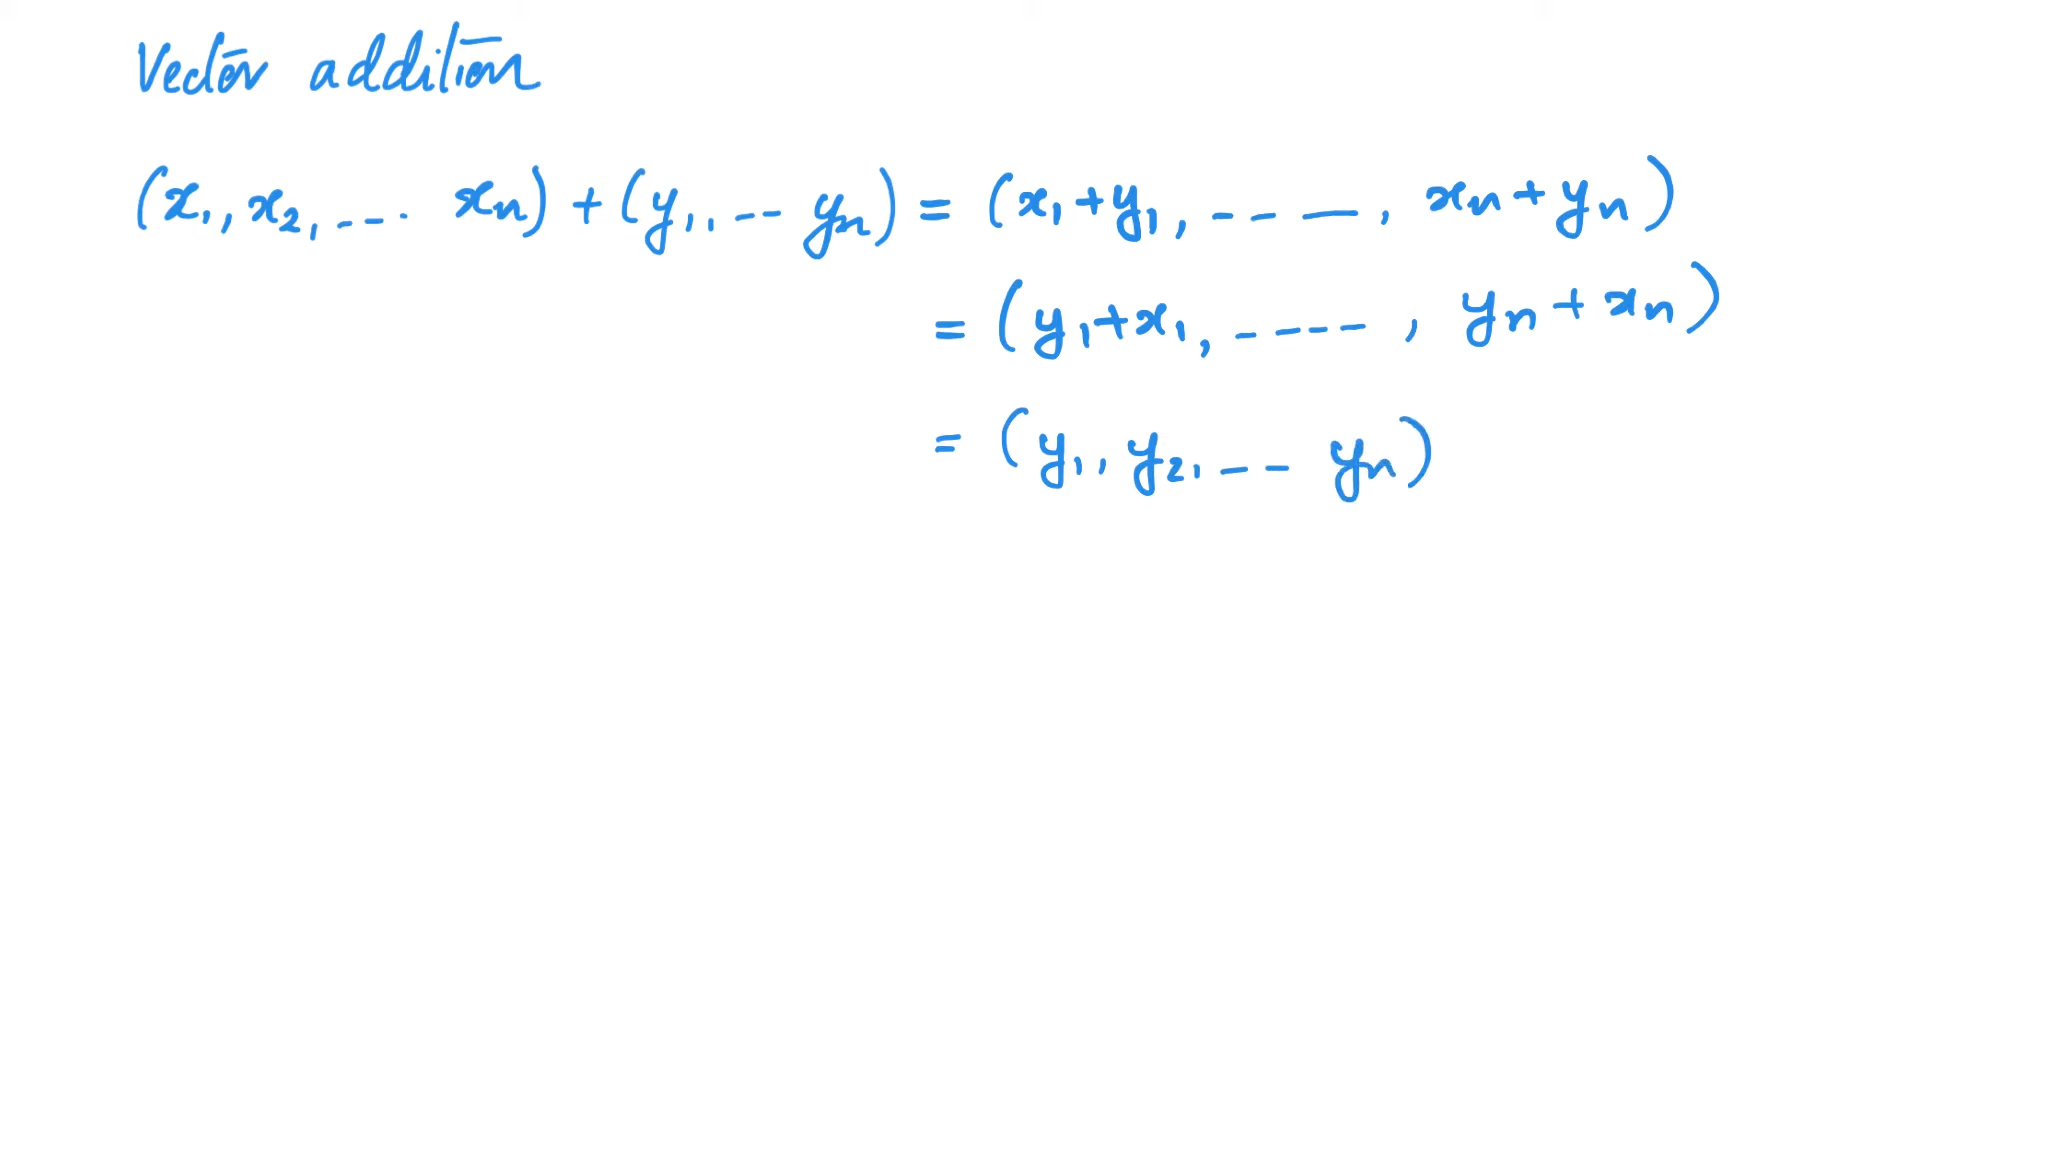 Vector addition
(x₁, x₂, --- . xₙ) + (y₁, -- yₙ) = (x₁ + y₁, -- —, xₙ + yₙ)
= (y₁ + x₁, ----, yₙ + xₙ)
= (y₁, y₂, -- yₙ)